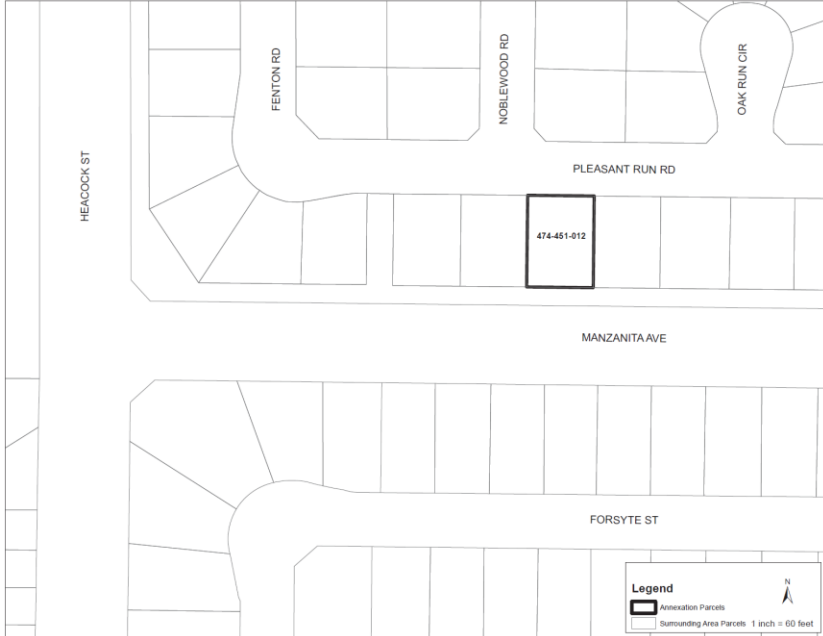 FENTON RD
NOBLEWOOD RD
OAK RUN CIR
HEACOCK ST
PLEASANT RUN RD
474-451-012
MANZANITA AVE
FORSYTE ST
Legend
N
Annexation Parcels
Surrounding Area Parcels 1 inch = 60 feet